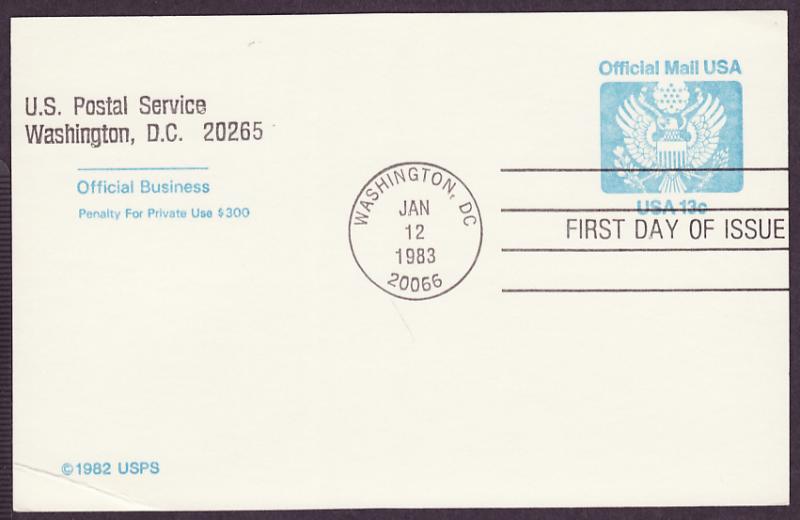 U.S. Postal Service
Washington, D.C. 20265
Official Business
Penalty For Private Use $300
Official Mail USA
USA 13c
WASHINGTON, DC
JAN
12
1983
20066
FIRST DAY OF ISSUE
©1982 USPS